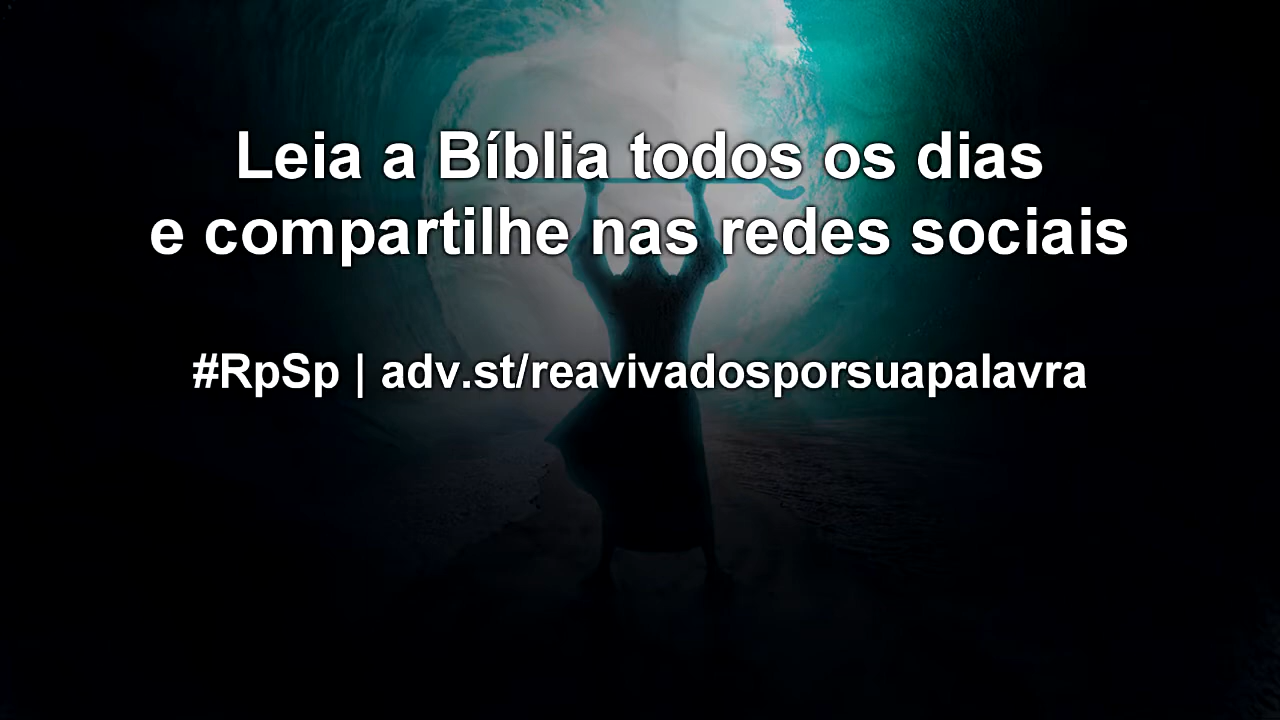 Leia a Bíblia todos os dias
e compartilhe nas redes sociais
#RpSp | adv.st/reavivadosporsuapalavra